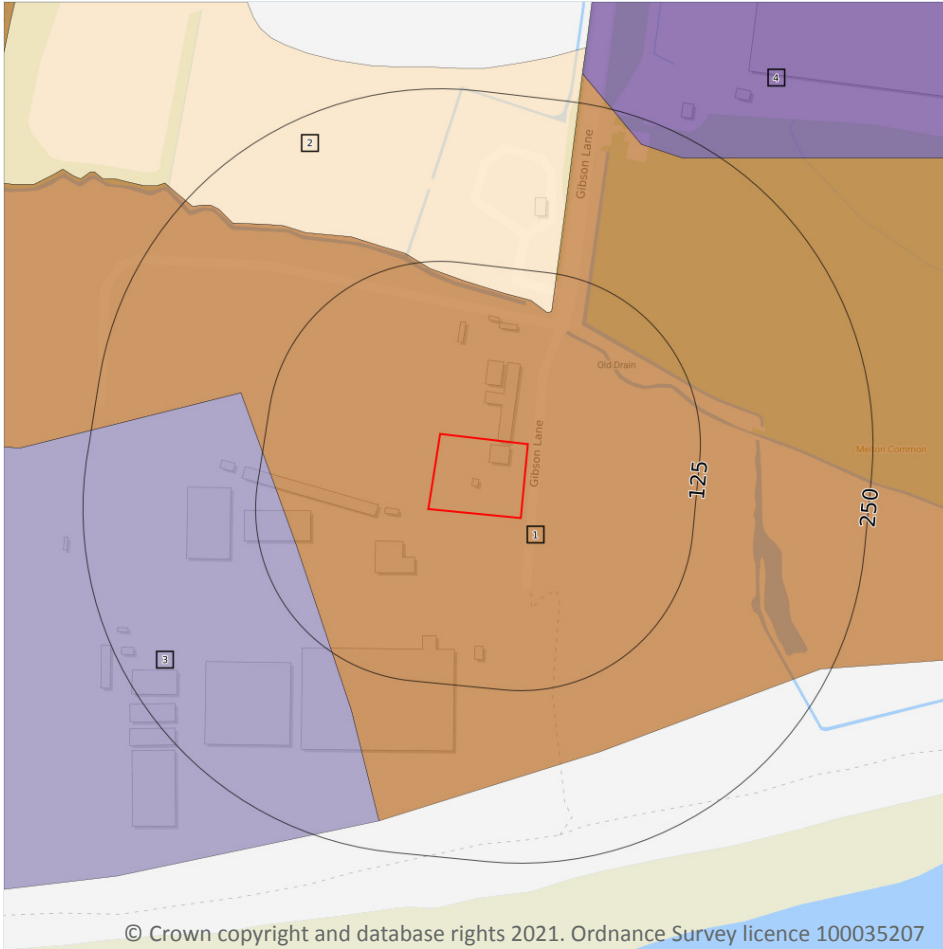 4
2
Gibson Lane
Old Drain
Melton Common
Gibson Lane
125
250
1
3
© Crown copyright and database rights 2021. Ordnance Survey licence 100035207